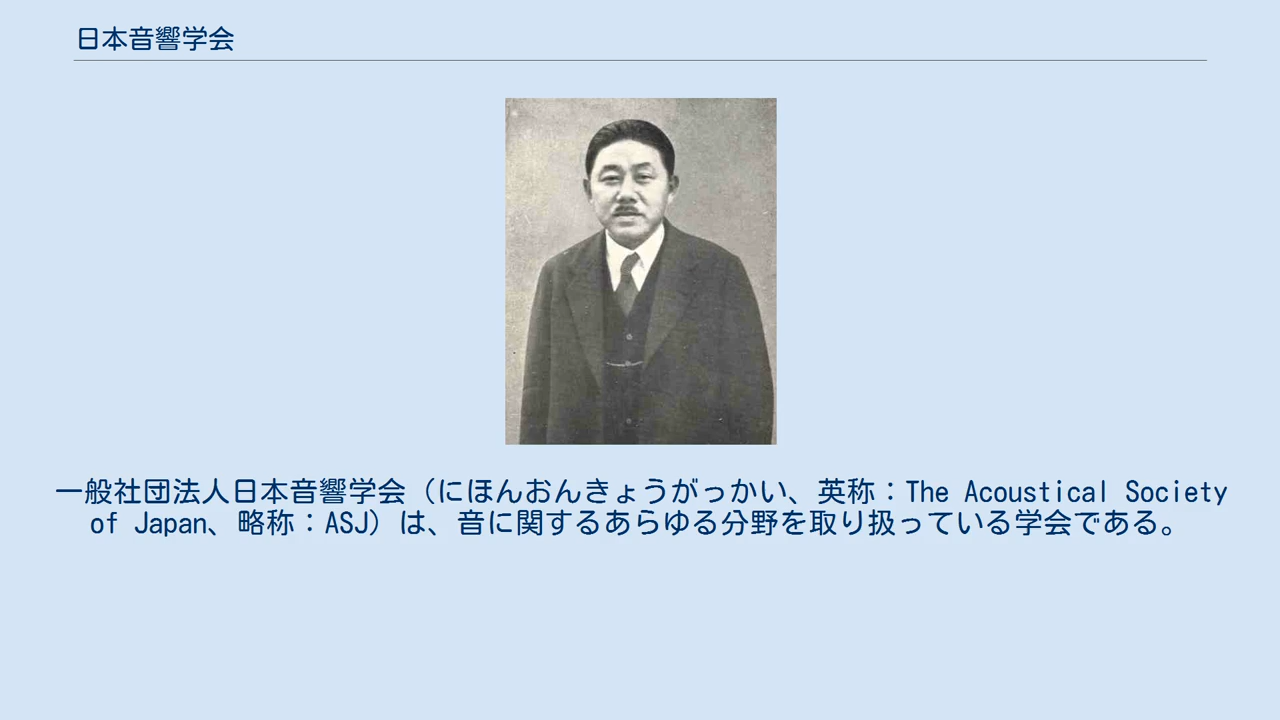 日本音響学会
一般社団法人日本音響学会（にほんおんきょうがっかい、英称：The Acoustical Society
of Japan、略称：ASJ）は、音に関するあらゆる分野を取り扱っている学会である。